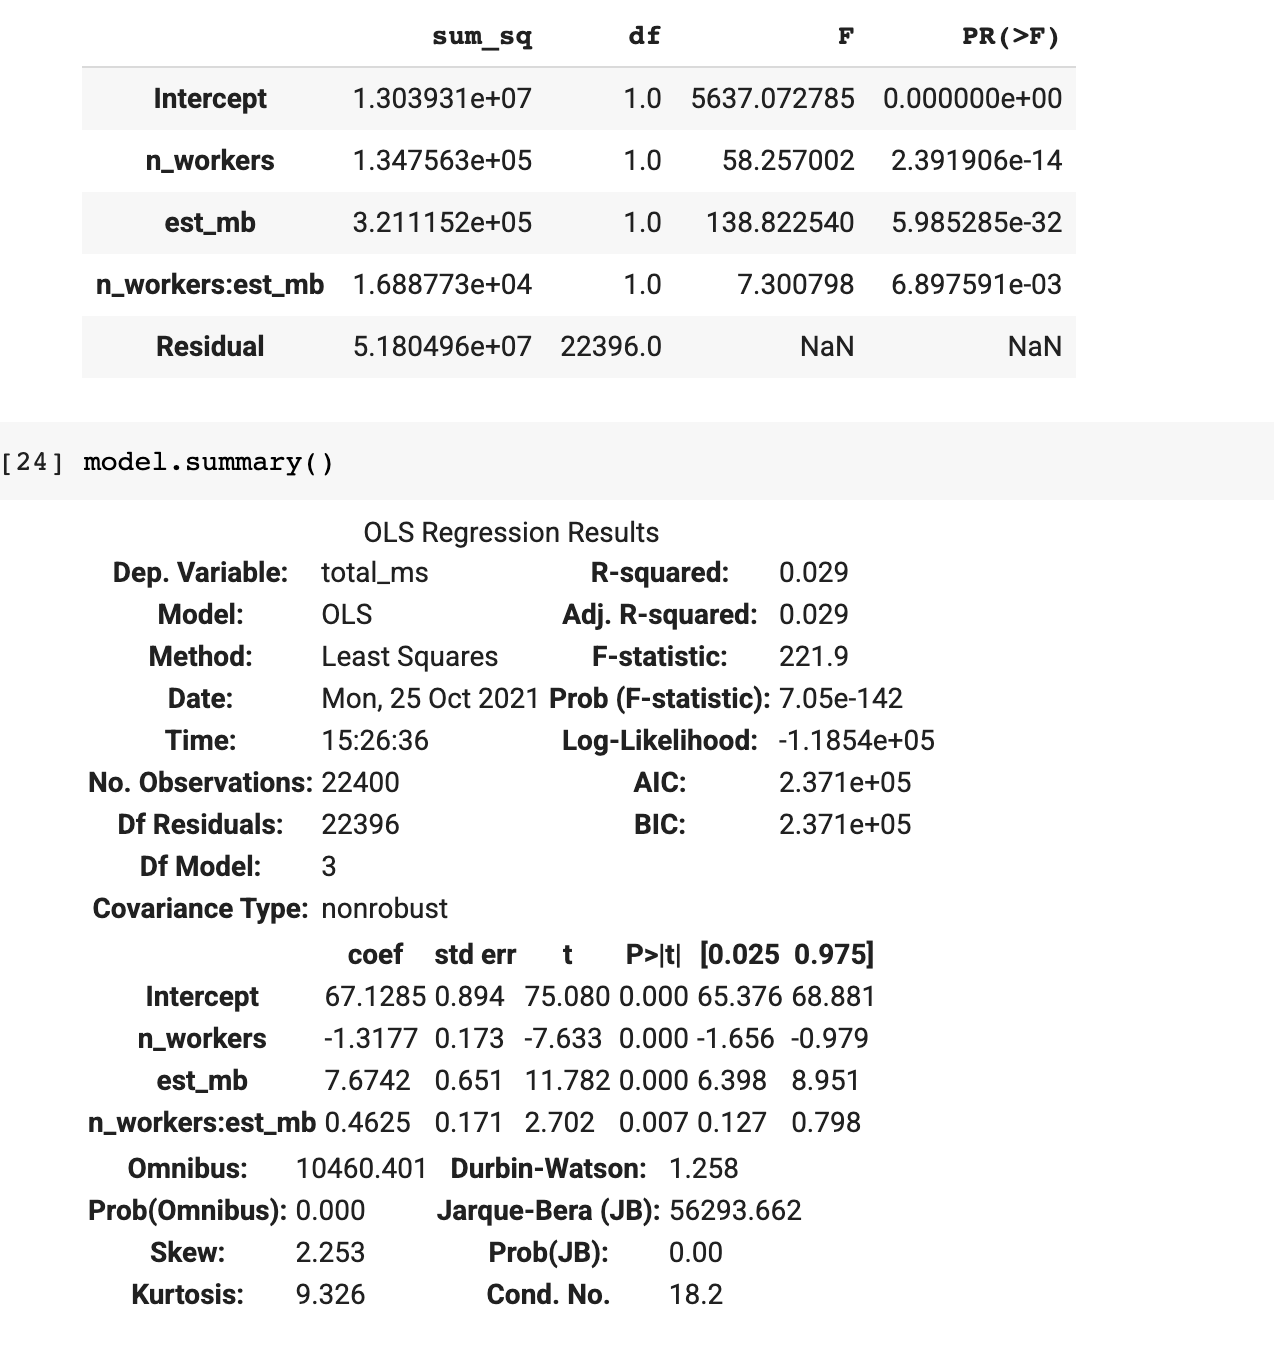 sum_sq df F PR(>F)
Intercept 1.303931e+07 1.0 5637.072785 0.000000e+00
n_workers 1.347563e+05 1.0 58.257002 2.391906e-14
est_mb 3.211152e+05 1.0 138.822540 5.985285e-32
n_workers:est_mb 1.688773e+04 1.0 7.300798 6.897591e-03
Residual 5.180496e+07 22396.0 NaN NaN
[24] model.summary()
OLS Regression Results
Dep. Variable: total_ms R-squared: 0.029
Model: OLS Adj. R-squared: 0.029
Method: Least Squares F-statistic: 221.9
Date: Mon, 25 Oct 2021 Prob (F-statistic): 7.05e-142
Time: 15:26:36 Log-Likelihood: -1.1854e+05
No. Observations: 22400 AIC: 2.371e+05
Df Residuals: 22396 BIC: 2.371e+05
Df Model: 3
Covariance Type: nonrobust
coef std err t P>|t| [0.025 0.975]
Intercept 67.1285 0.894 75.080 0.000 65.376 68.881
n_workers -1.3177 0.173 -7.633 0.000 -1.656 -0.979
est_mb 7.6742 0.651 11.782 0.000 6.398 8.951
n_workers:est_mb 0.4625 0.171 2.702 0.007 0.127 0.798
Omnibus: 10460.401 Durbin-Watson: 1.258
Prob(Omnibus): 0.000 Jarque-Bera (JB): 56293.662
Skew: 2.253 Prob(JB): 0.00
Kurtosis: 9.326 Cond. No. 18.2